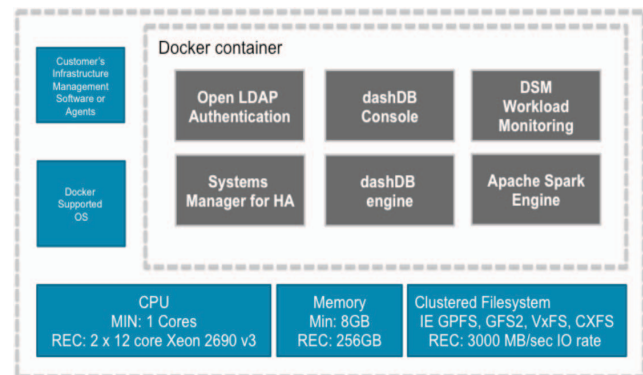 Customer's
Infrastructure
Management
Software or
Agents
Docker
Supported
OS
Docker container
Open LDAP
Authentication
dashDB
Console
DSM
Workload
Monitoring
Systems
Manager for HA
dashDB
engine
Apache Spark
Engine
CPU
MIN: 1 Cores
REC: 2 x 12 core Xeon 2690 v3
Memory
Min: 8GB
REC: 256GB
Clustered Filesystem
IE GPFS, GFS2, VxFS, CXFS
REC: 3000 MB/sec IO rate